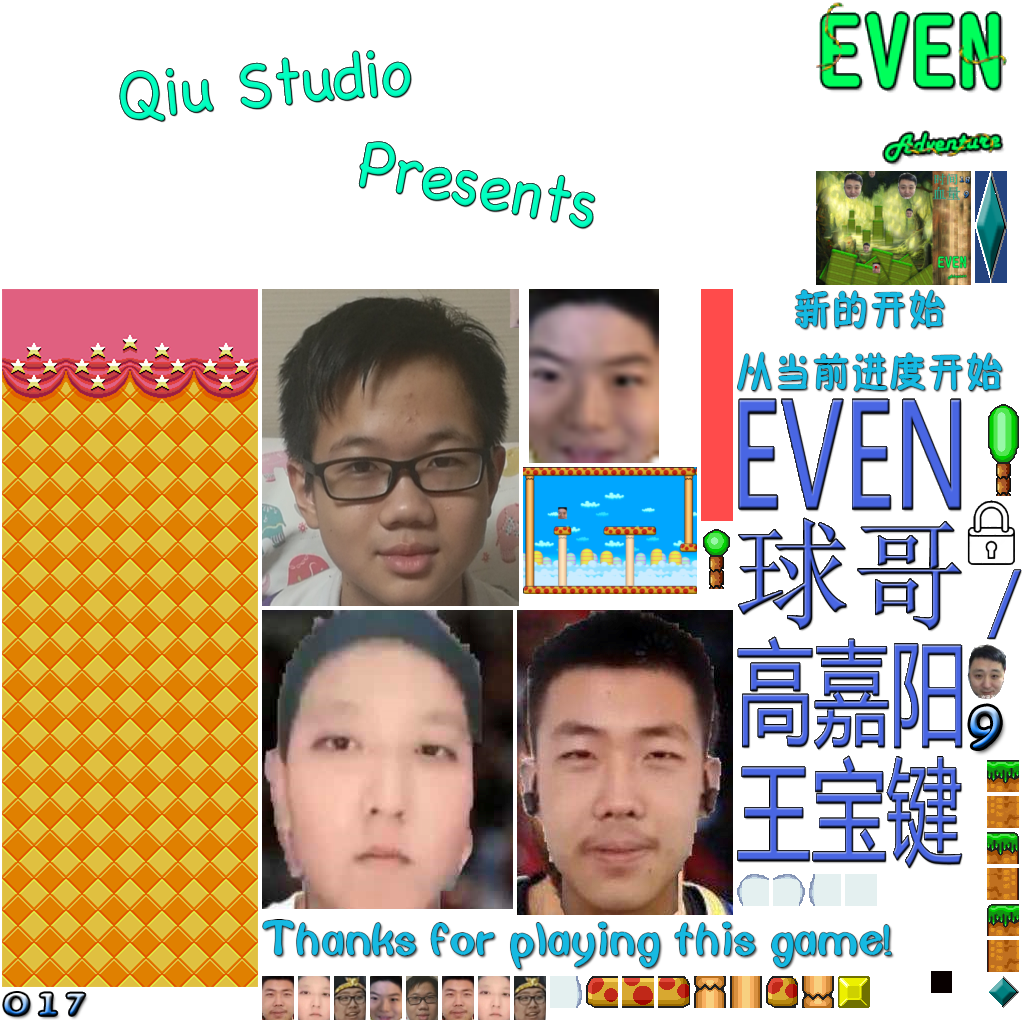 Qiu Studio
Presents
EVEN
Adventure
EVEN
新的开始
从当前进度开始
EVEN
球哥
/
高嘉阳
9
王宝键
Thanks for playing this game!
017